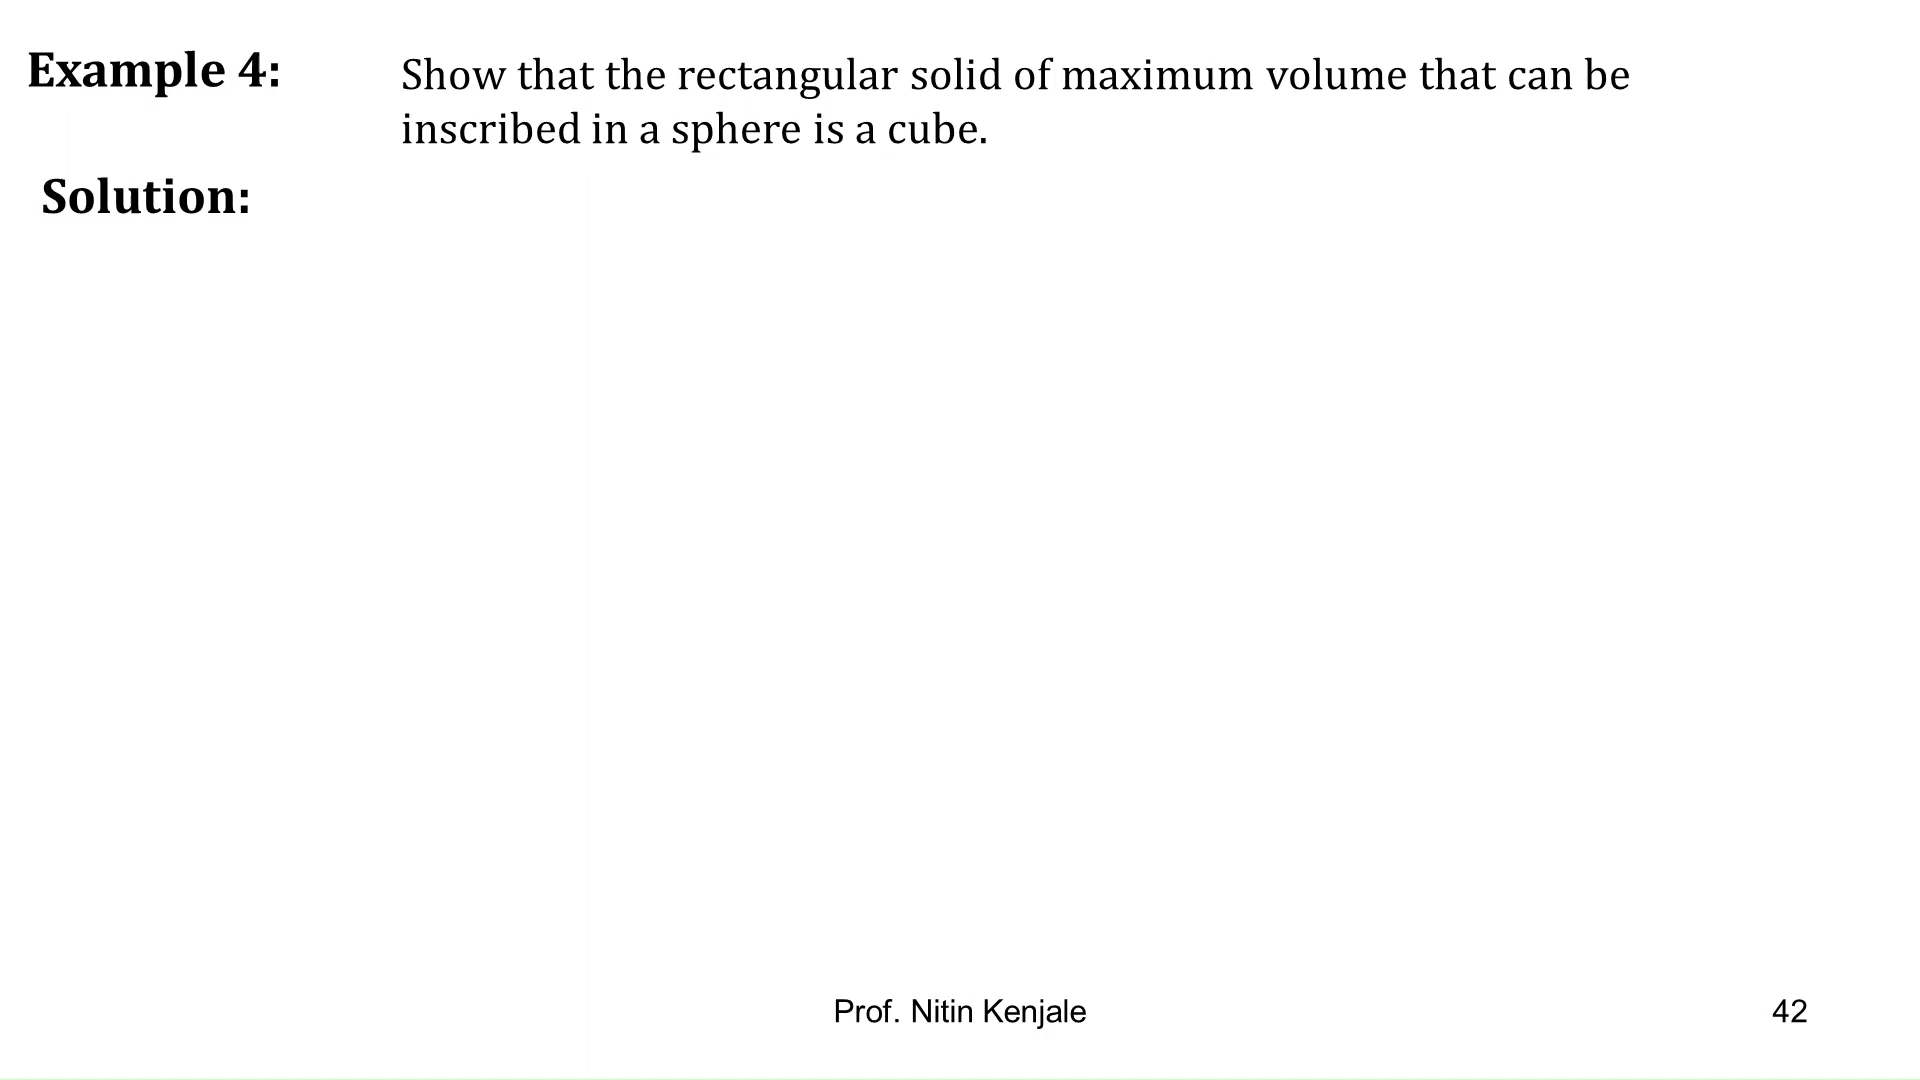 Example 4:
Show that the rectangular solid of maximum volume that can be
inscribed in a sphere is a cube.
Solution:
Prof. Nitin Kenjale
42